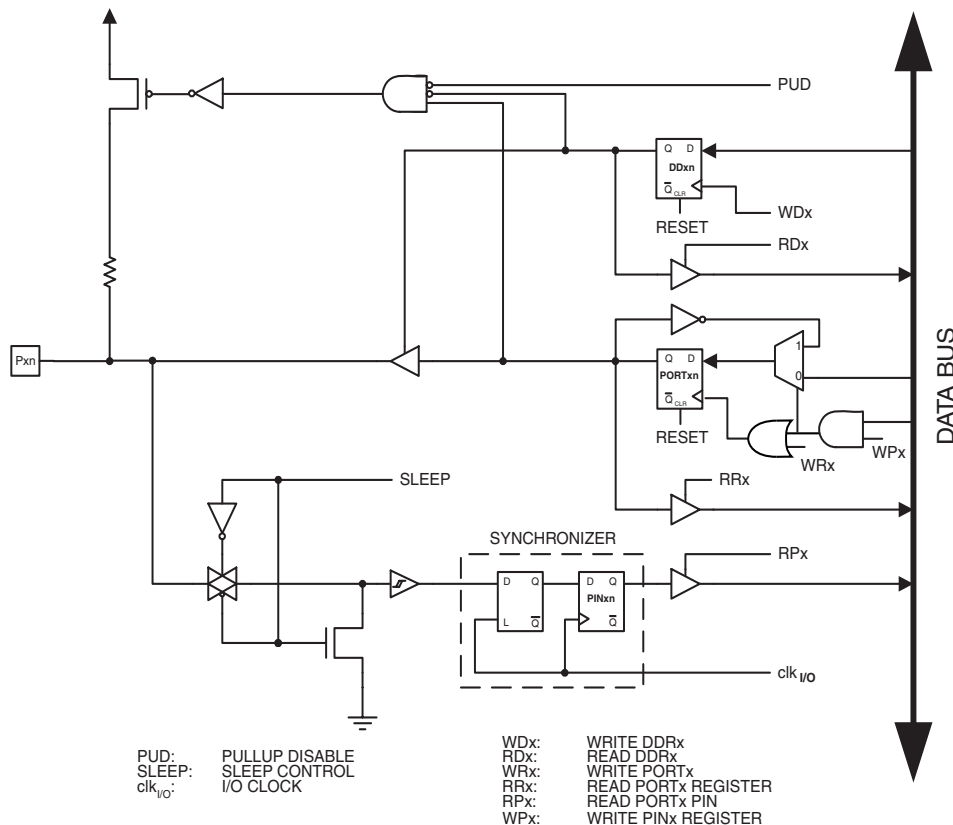 PUD
Q D
DDxn
Q CLR
WDx
RESET
RDx
Pxn
1
Q D
PORTxn
0
Q CLR
RESET
WRx
WPx
DATA BUS
SLEEP
RRx
SYNCHRONIZER
RPx
D Q
D Q
PINxn
L Q
Q
clk I/O
PUD: PULLUP DISABLE
SLEEP: SLEEP CONTROL
clkI/O: I/O CLOCK
WDx: WRITE DDRx
RDx: READ DDRx
WRx: WRITE PORTx
RRx: READ PORTx REGISTER
RPx: READ PORTx PIN
WPx: WRITE PINx REGISTER